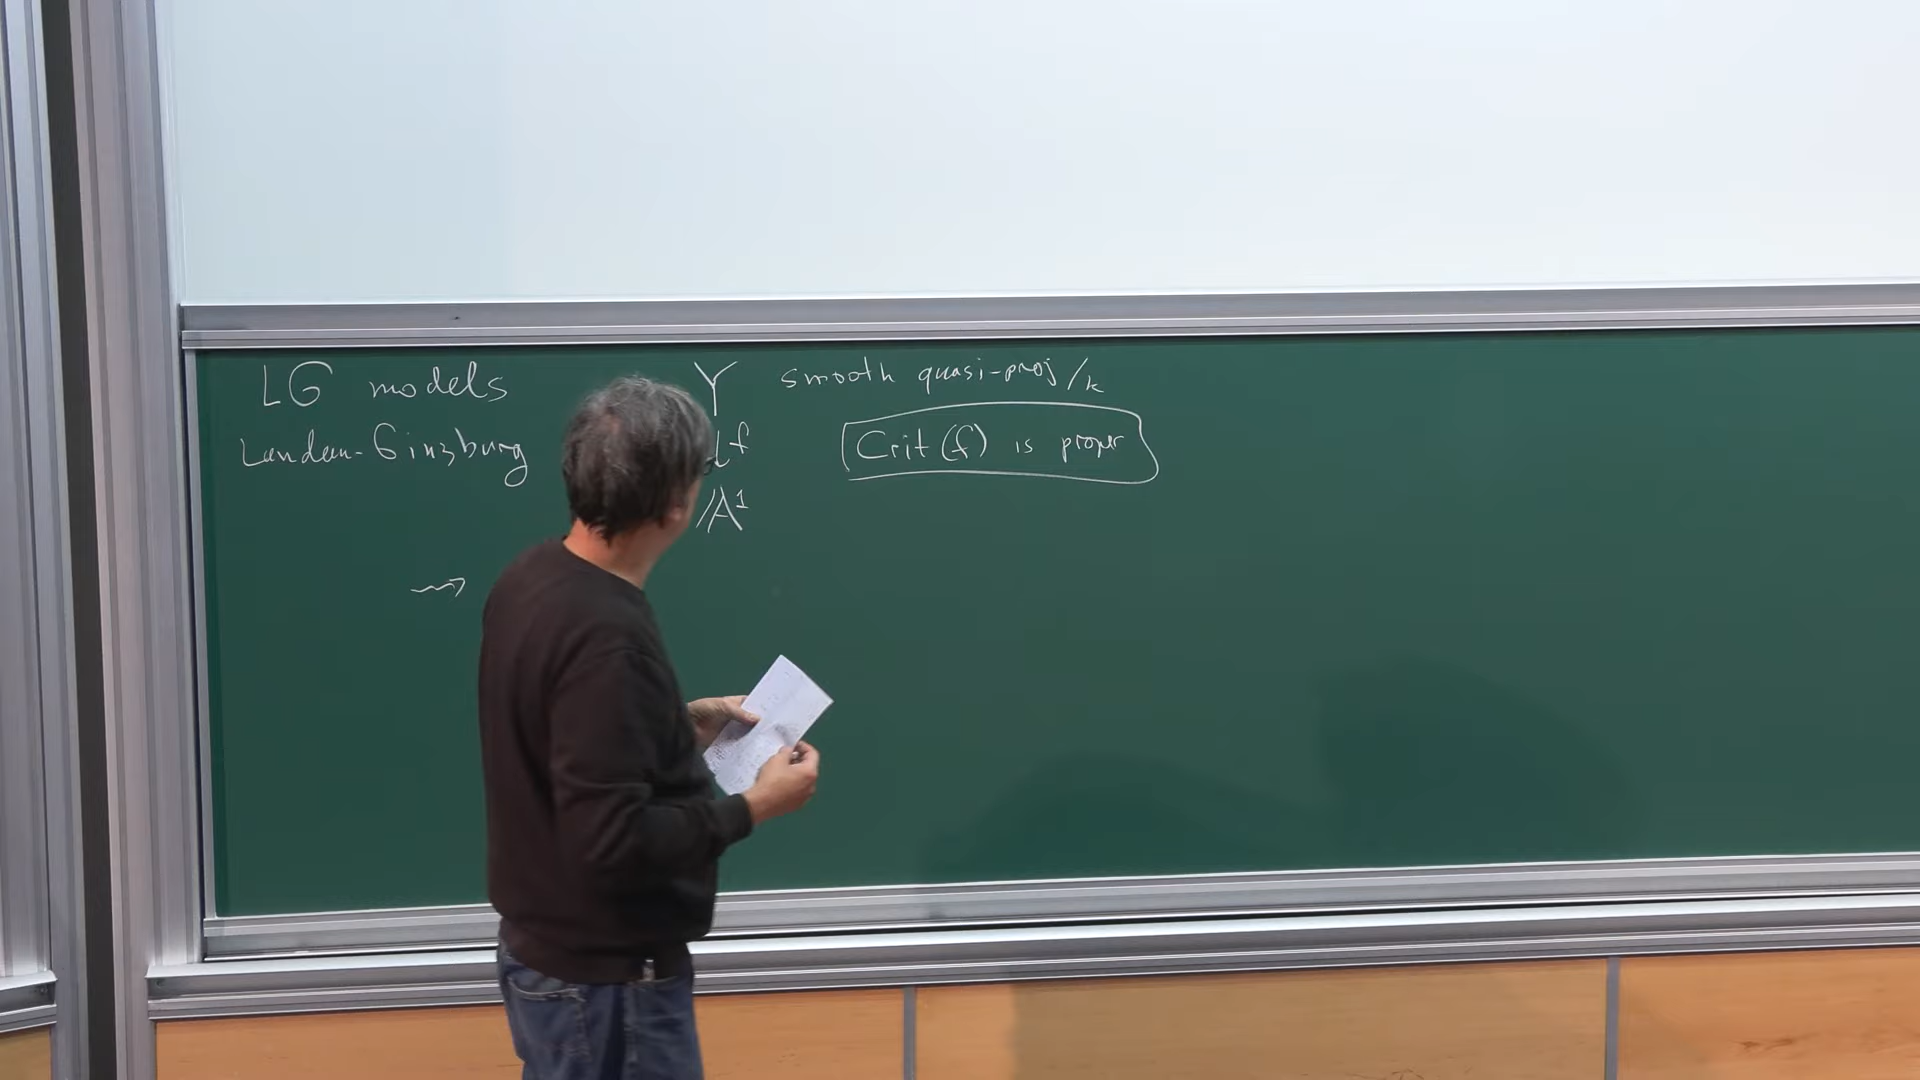 LG models Y smooth quasi-proj/k
Landau-Ginzburg ↓f Crit(f) is proper
𝔸¹
⇝